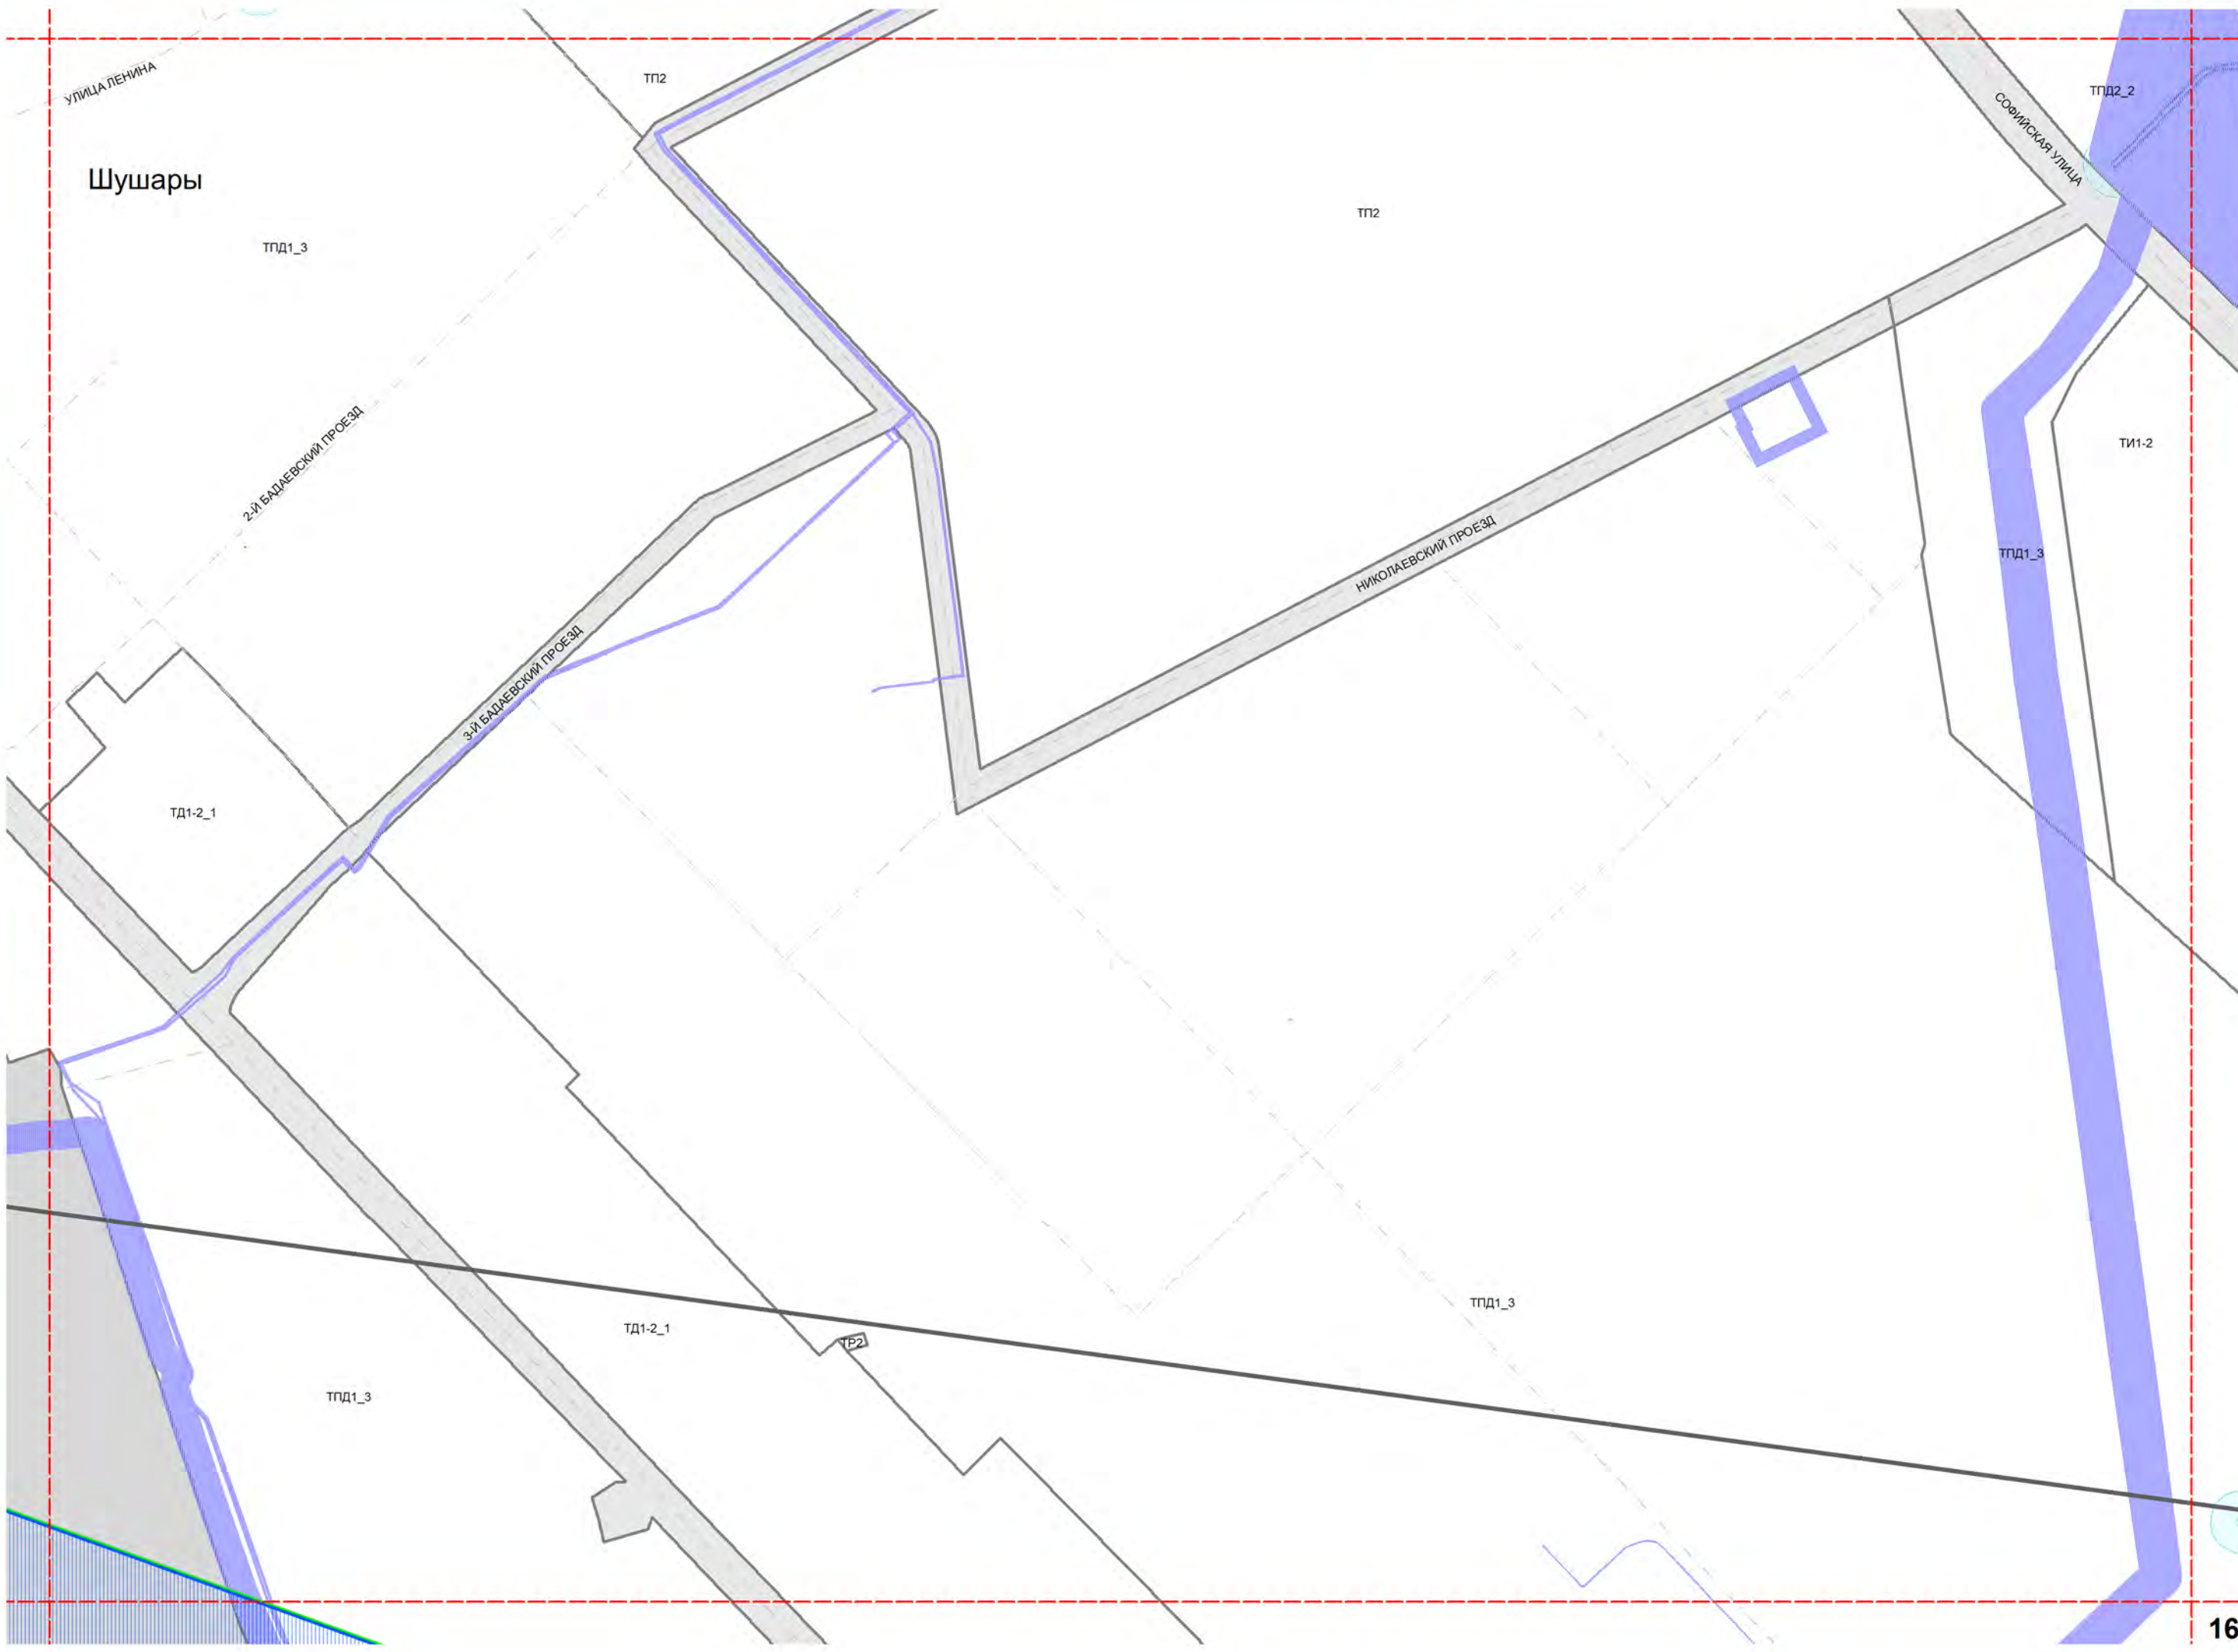 УЛИЦА ЛЕНИНА
ТП2
СОФИЙСКАЯ УЛИЦА
ТПД2_2
Шушары
ТПД1_3
ТП2
2-Й БАДАЕВСКИЙ ПРОЕЗД
ТИ1-2
НИКОЛАЕВСКИЙ ПРОЕЗД
ТПД1_3
3-Й БАДАЕВСКИЙ ПРОЕЗД
ТД1-2_1
ТПД1_3
ТД1-2_1
ТР2
ТПД1_3
16